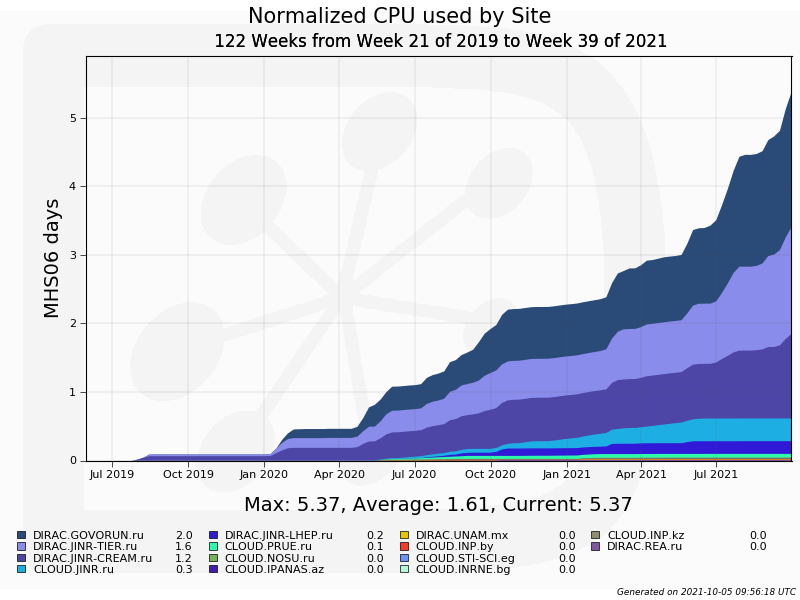 Normalized CPU used by Site
122 Weeks from Week 21 of 2019 to Week 39 of 2021
MHS06 days
5
4
3
2
1
0
Jul 2019 Oct 2019 Jan 2020 Apr 2020 Jul 2020 Oct 2020 Jan 2021 Apr 2021 Jul 2021
Max: 5.37, Average: 1.61, Current: 5.37
DIRAC.GOVORUN.ru 2.0 DIRAC.JINR-LHEP.ru 0.2 DIRAC.UNAM.mx 0.0 CLOUD.INP.kz 0.0
DIRAC.JINR-TIER.ru 1.6 CLOUD.PRUE.ru 0.1 CLOUD.INP.by 0.0 DIRAC.REA.ru 0.0
DIRAC.JINR-CREAM.ru 1.2 CLOUD.NOSU.ru 0.0 CLOUD.STI-SCI.eg 0.0
CLOUD.JINR.ru 0.3 CLOUD.IPANAS.az 0.0 CLOUD.INRNE.bg 0.0
Generated on 2021-10-05 09:56:18 UTC